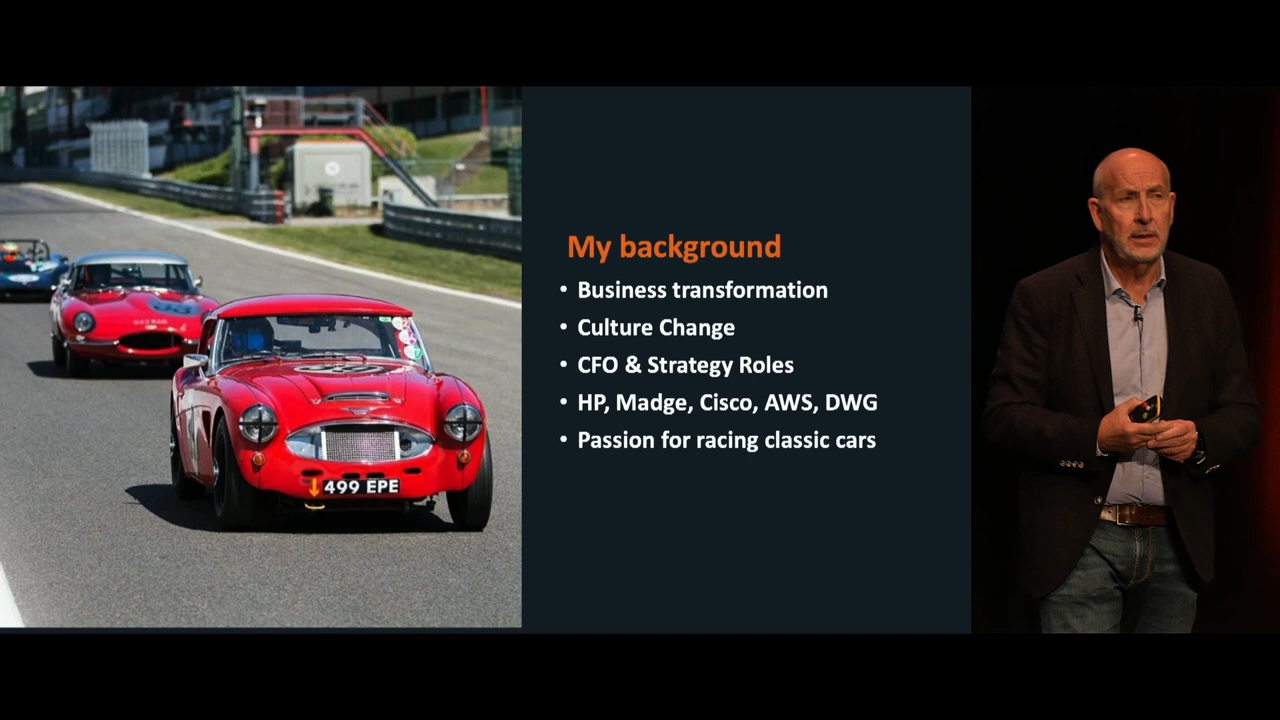 My background
• Business transformation
• Culture Change
• CFO & Strategy Roles
• HP, Madge, Cisco, AWS, DWG
• Passion for racing classic cars
499 EPE